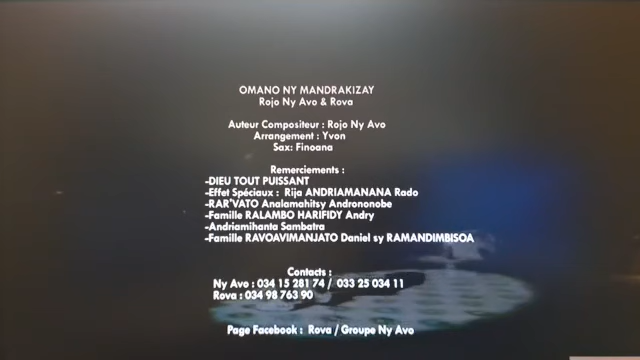 OMANO NY MANDRAKIZAY
Rojo Ny Avo & Rova
Auteur Compositeur : Rojo Ny Avo
Arrangement : Yvon
Sax: Finoana
Remerciements :
-DIEU TOUT PUISSANT
-Effet Spéciaux : Rija ANDRIAMANANA Rado
-RAR'VATO Analamahitsy Andrononobe
-Famille RALAMBO HARIFIDY Andry
-Andriamihanta Sambatra
-Famille RAVOAVIMANJATO Daniel sy RAMANDIMBISOA
Contacts :
Ny Avo : 034 15 281 74 / 033 25 034 11
Rova : 034 98 763 90
Page Facebook : Rova / Groupe Ny Avo